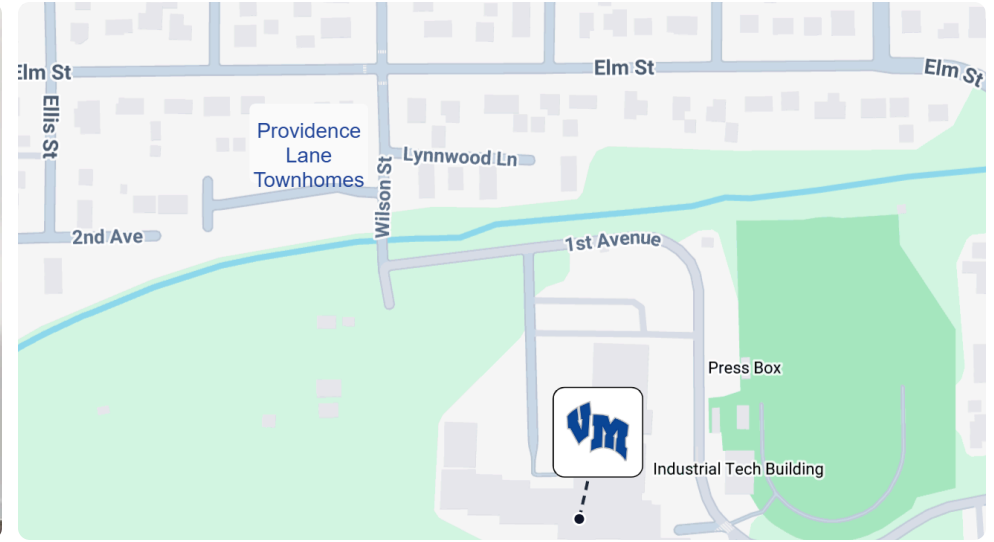 Elm St
Elm St
Elm St
Ellis St
Providence
Lane
Townhomes
Lynnwood Ln
Wilson St
2nd Ave
1st Avenue
Press Box
VM
Industrial Tech Building